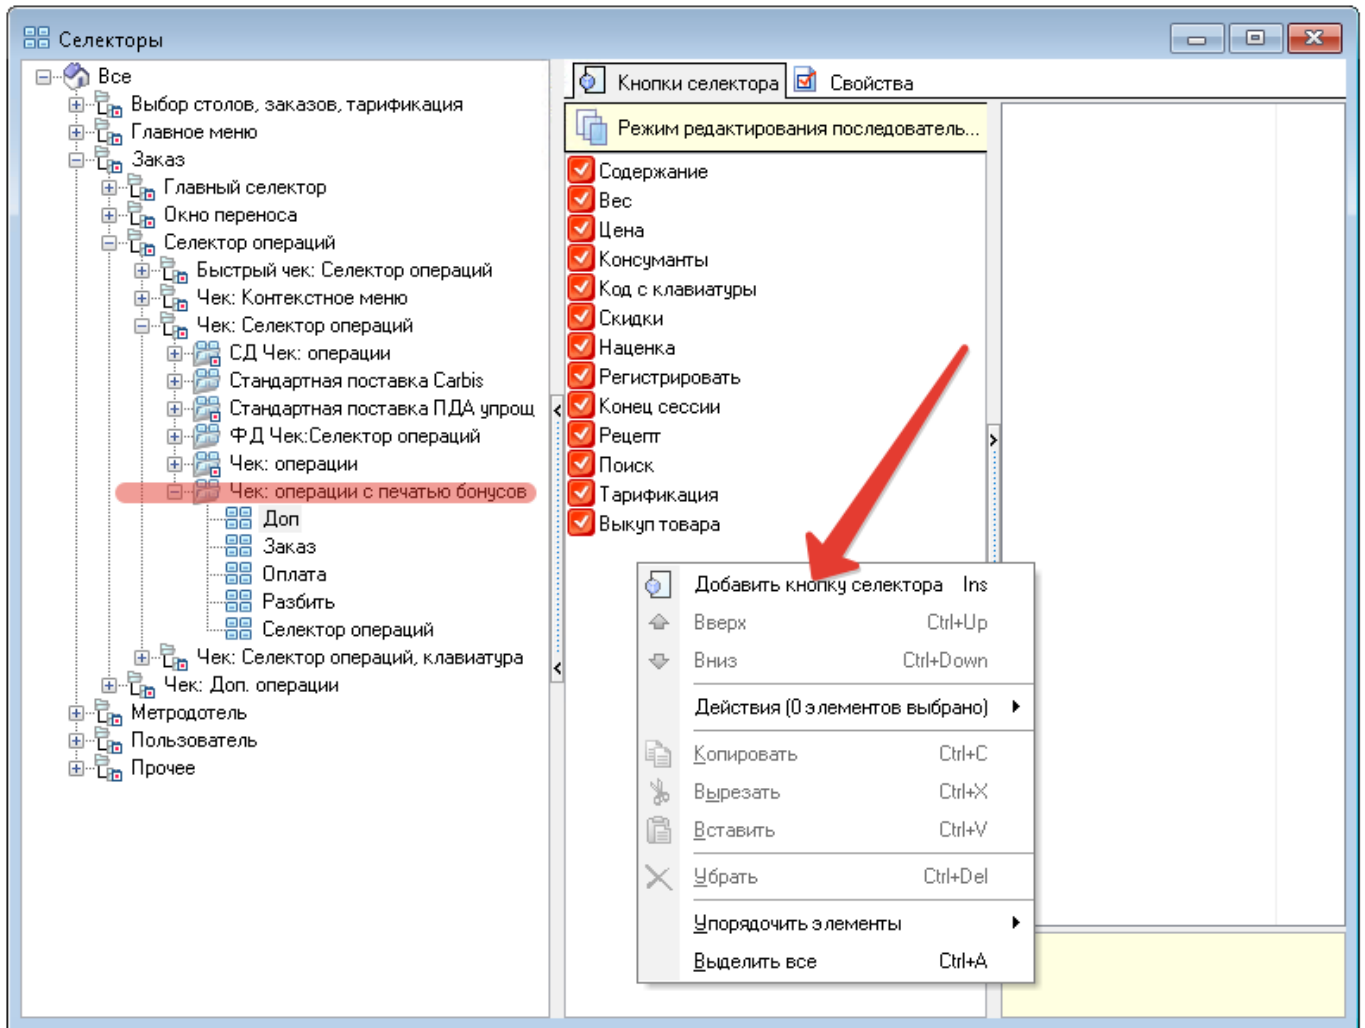 Селекторы
Все
Выбор столов, заказов, тарификация
Главное меню
Заказ
Главный селектор
Окно переноса
Селектор операций
Быстрый чек: Селектор операций
Чек: Контекстное меню
Чек: Селектор операций
СД Чек: операции
Стандартная поставка Carbis
Стандартная поставка ПДА упрощ
ФД Чек:Селектор операций
Чек: операции
Чек: операции с печатью бонусов
Доп
Заказ
Оплата
Разбить
Селектор операций
Чек: Селектор операций, клавиатура
Чек: Доп. операции
Метродотель
Пользователь
Прочее
Кнопки селектора
Свойства
Режим редактирования последователь...
Содержание
Вес
Цена
Консуманты
Код с клавиатуры
Скидки
Наценка
Регистрировать
Конец сессии
Рецепт
Поиск
Тарификация
Выкуп товара
Добавить кнопку селектора Ins
Вверх Ctrl+Up
Вниз Ctrl+Down
Действия (0 элементов выбрано)
Копировать Ctrl+C
Вырезать Ctrl+X
Вставить Ctrl+V
Убрать Ctrl+Del
Упорядочить элементы
Выделить все Ctrl+A